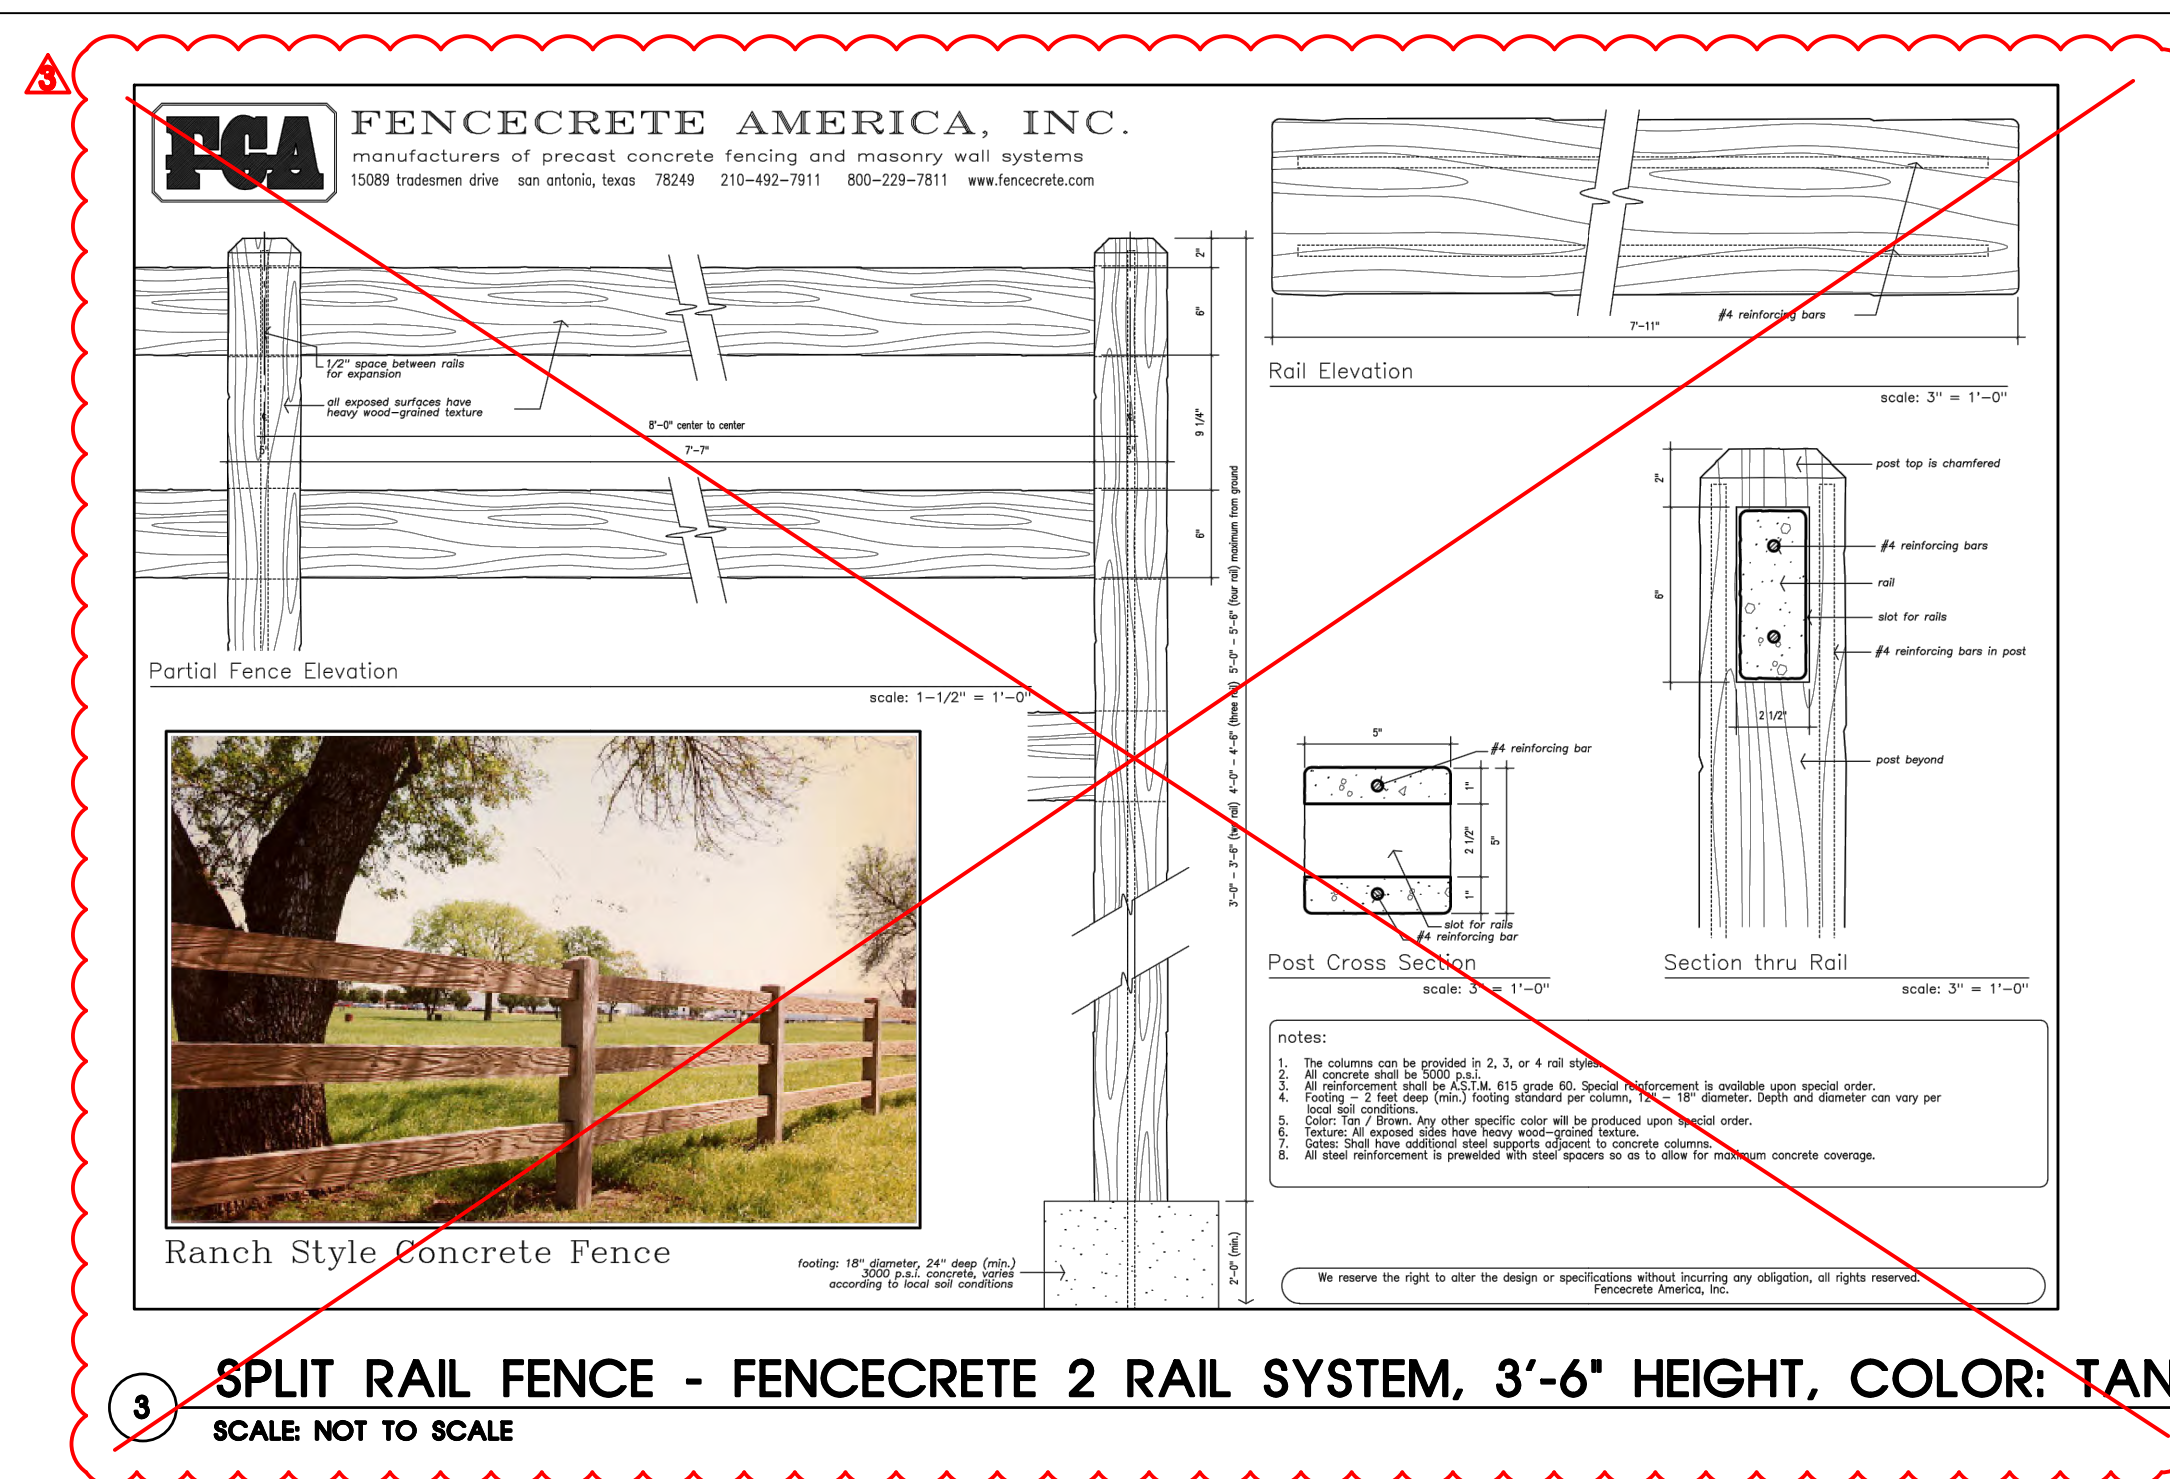 3
FCA
FENCECRETE AMERICA, INC.
manufacturers of precast concrete fencing and masonry wall systems
15089 tradesmen drive san antonio, texas 78249 210-492-7911 800-229-7811 www.fencecrete.com
1/2" space between rails
for expansion
all exposed surfaces have
heavy wood-grained texture
8'-0" center to center
5"
7'-7"
5"
2"
6"
9 1/4"
6"
3'-0" - 3'-6" (two rail) 4'-0" - 4'-6" (three rail) 5'-0" - 5'-6" (four rail) maximum from ground
2'-0" (min.)
Partial Fence Elevation
scale: 1-1/2" = 1'-0"
#4 reinforcing bars
7'-11"
Rail Elevation
scale: 3" = 1'-0"
post top is chamfered
2"
#4 reinforcing bars
rail
6"
slot for rails
#4 reinforcing bars in post
2 1/2"
post beyond
Section thru Rail
scale: 3" = 1'-0"
5"
#4 reinforcing bar
1"
2 1/2"
5"
1"
slot for rails
#4 reinforcing bar
Post Cross Section
scale: 3" = 1'-0"
notes:
1. The columns can be provided in 2, 3, or 4 rail styles.
2. All concrete shall be 5000 p.s.i.
3. All reinforcement shall be A.S.T.M. 615 grade 60. Special reinforcement is available upon special order.
4. Footing - 2 feet deep (min.) footing standard per column, 12" - 18" diameter. Depth and diameter can vary per
local soil conditions.
5. Color: Tan / Brown. Any other specific color will be produced upon special order.
6. Texture: All exposed sides have heavy wood-grained texture.
7. Gates: Shall have additional steel supports adjacent to concrete columns.
8. All steel reinforcement is prewelded with steel spacers so as to allow for maximum concrete coverage.
Ranch Style Concrete Fence
footing: 18" diameter, 24" deep (min.)
3000 p.s.i. concrete, varies
according to local soil conditions
We reserve the right to alter the design or specifications without incurring any obligation, all rights reserved.
Fencecrete America, Inc.
3
SPLIT RAIL FENCE - FENCECRETE 2 RAIL SYSTEM, 3'-6" HEIGHT, COLOR: TAN
SCALE: NOT TO SCALE